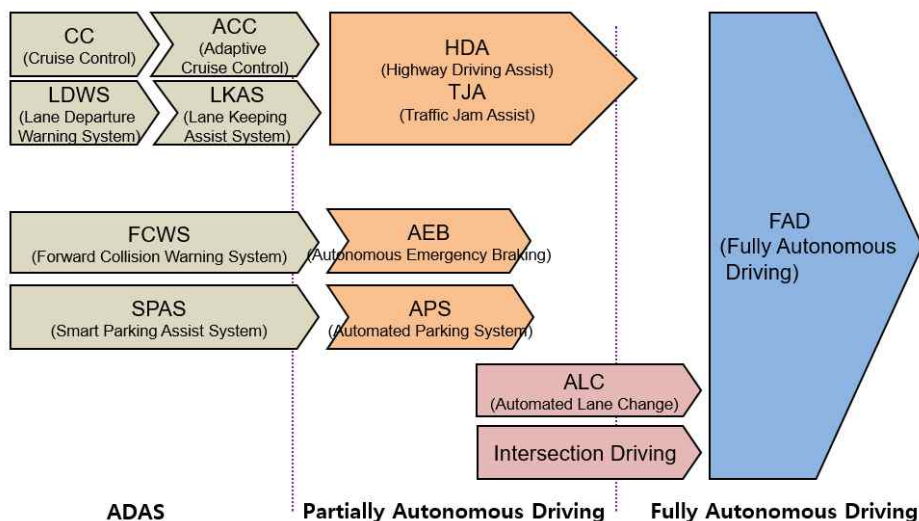 CC
(Cruise Control)
ACC
(Adaptive
Cruise Control)
LDWS
(Lane Departure
Warning System)
LKAS
(Lane Keeping
Assist System)
HDA
(Highway Driving Assist)
TJA
(Traffic Jam Assist)
FCWS
(Forward Collision Warning System)
AEB
(Autonomous Emergency Braking)
SPAS
(Smart Parking Assist System)
APS
(Automated Parking System)
ALC
(Automated Lane Change)
Intersection Driving
FAD
(Fully Autonomous
Driving)
ADAS
Partially Autonomous Driving
Fully Autonomous Driving